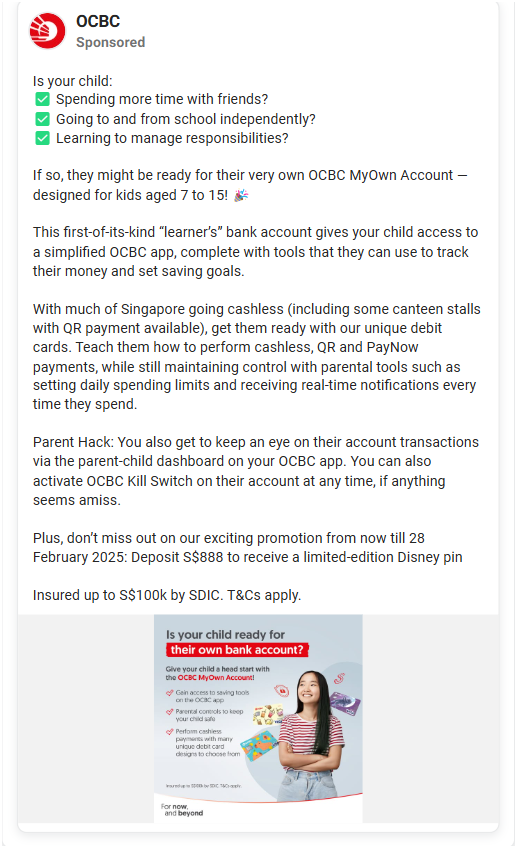 OCBC
Sponsored
Is your child:
✅ Spending more time with friends?
✅ Going to and from school independently?
✅ Learning to manage responsibilities?
If so, they might be ready for their very own OCBC MyOwn Account —
designed for kids aged 7 to 15! 🎉
This first-of-its-kind “learner’s” bank account gives your child access to
a simplified OCBC app, complete with tools that they can use to track
their money and set saving goals.
With much of Singapore going cashless (including some canteen stalls
with QR payment available), get them ready with our unique debit
cards. Teach them how to perform cashless, QR and PayNow
payments, while still maintaining control with parental tools such as
setting daily spending limits and receiving real-time notifications every
time they spend.
Parent Hack: You also get to keep an eye on their account transactions
via the parent-child dashboard on your OCBC app. You can also
activate OCBC Kill Switch on their account at any time, if anything
seems amiss.
Plus, don’t miss out on our exciting promotion from now till 28
February 2025: Deposit S$888 to receive a limited-edition Disney pin
Insured up to S$100k by SDIC. T&Cs apply.
Is your child ready for
their own bank account?
Give your child a head start with
the OCBC MyOwn Account!
Gain access to saving tools
on the OCBC app
Parental controls to keep
your child safe
Perform cashless
payments with many
unique debit card
designs to choose from
Insured up to S$100k by SDIC. T&Cs apply.
For now,
and beyond